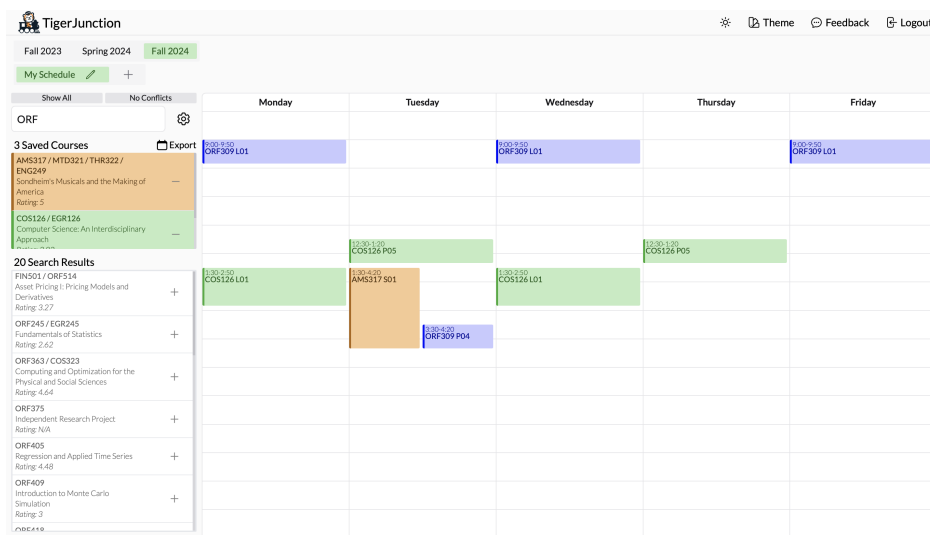 TigerJunction
Theme
Feedback
Logout
Fall 2023
Spring 2024
Fall 2024
My Schedule
+
Show All
No Conflicts
ORF
3 Saved Courses
Export
AMS317 / MTD321 / THR322 /
ENG249
Sondheim's Musicals and the Making of
America
Rating: 5
COS126 / EGR126
Computer Science: An Interdisciplinary
Approach
20 Search Results
FIN501 / ORF514
Asset Pricing I: Pricing Models and
Derivatives
Rating: 3.27
ORF245 / EGR245
Fundamentals of Statistics
Rating: 2.62
ORF363 / COS323
Computing and Optimization for the
Physical and Social Sciences
Rating: 4.64
ORF375
Independent Research Project
Rating: N/A
ORF405
Regression and Applied Time Series
Rating: 4.48
ORF409
Introduction to Monte Carlo
Simulation
Rating: 3
ORF418
Monday
Tuesday
Wednesday
Thursday
Friday
9:00-9:50
ORF309 L01
9:00-9:50
ORF309 L01
9:00-9:50
ORF309 L01
12:30-1:20
COS126 P05
12:30-1:20
COS126 P05
1:30-2:50
COS126 L01
1:30-4:20
AMS317 S01
1:30-2:50
COS126 L01
3:30-4:20
ORF309 P04